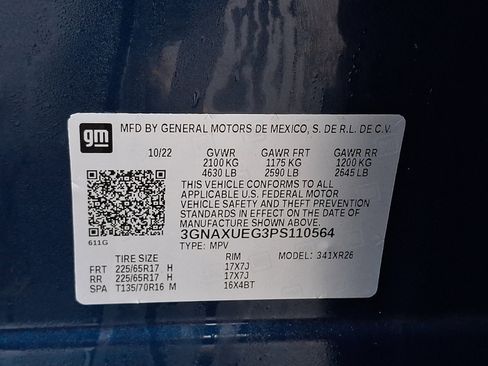 gm
MFD BY GENERAL MOTORS DE MEXICO, S. DE R.L. DE C.V.
10/22 GVWR GAWR FRT GAWR RR
2100 KG 1175 KG 1200 KG
4630 LB 2590 LB 2645 LB
THIS VEHICLE CONFORMS TO ALL
APPLICABLE U.S. FEDERAL MOTOR
VEHICLE SAFETY AND THEFT PREVENTION
STANDARDS IN EFFECT ON THE DATE OF
MANUFACTURE SHOWN ABOVE.
3GNAXUEG3PS110564
611G
TYPE: MPV
TIRE SIZE RIM MODEL: 341XR26
FRT 225/65R17 H 17X7J
RR 225/65R17 H 17X7J
SPA T135/70R16 M 16X4BT